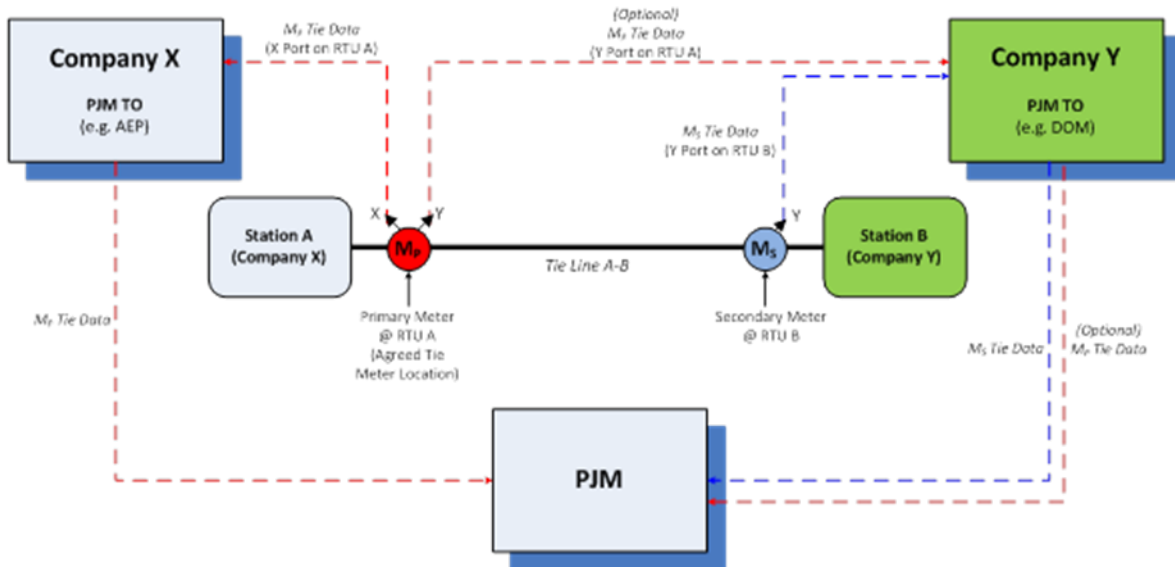 Company X
PJM TO
(e.g. AEP)
Mₚ Tie Data
(X Port on RTU A)
(Optional)
Mₚ Tie Data
(Y Port on RTU A)
Company Y
PJM TO
(e.g. DOM)
Mₛ Tie Data
(Y Port on RTU B)
X
Y
Y
Station A
(Company X)
Mₚ
Tie Line A-B
Mₛ
Station B
(Company Y)
Primary Meter
@ RTU A
(Agreed Tie
Meter Location)
Secondary Meter
@ RTU B
Mₚ Tie Data
Mₛ Tie Data
(Optional)
Mₚ Tie Data
PJM